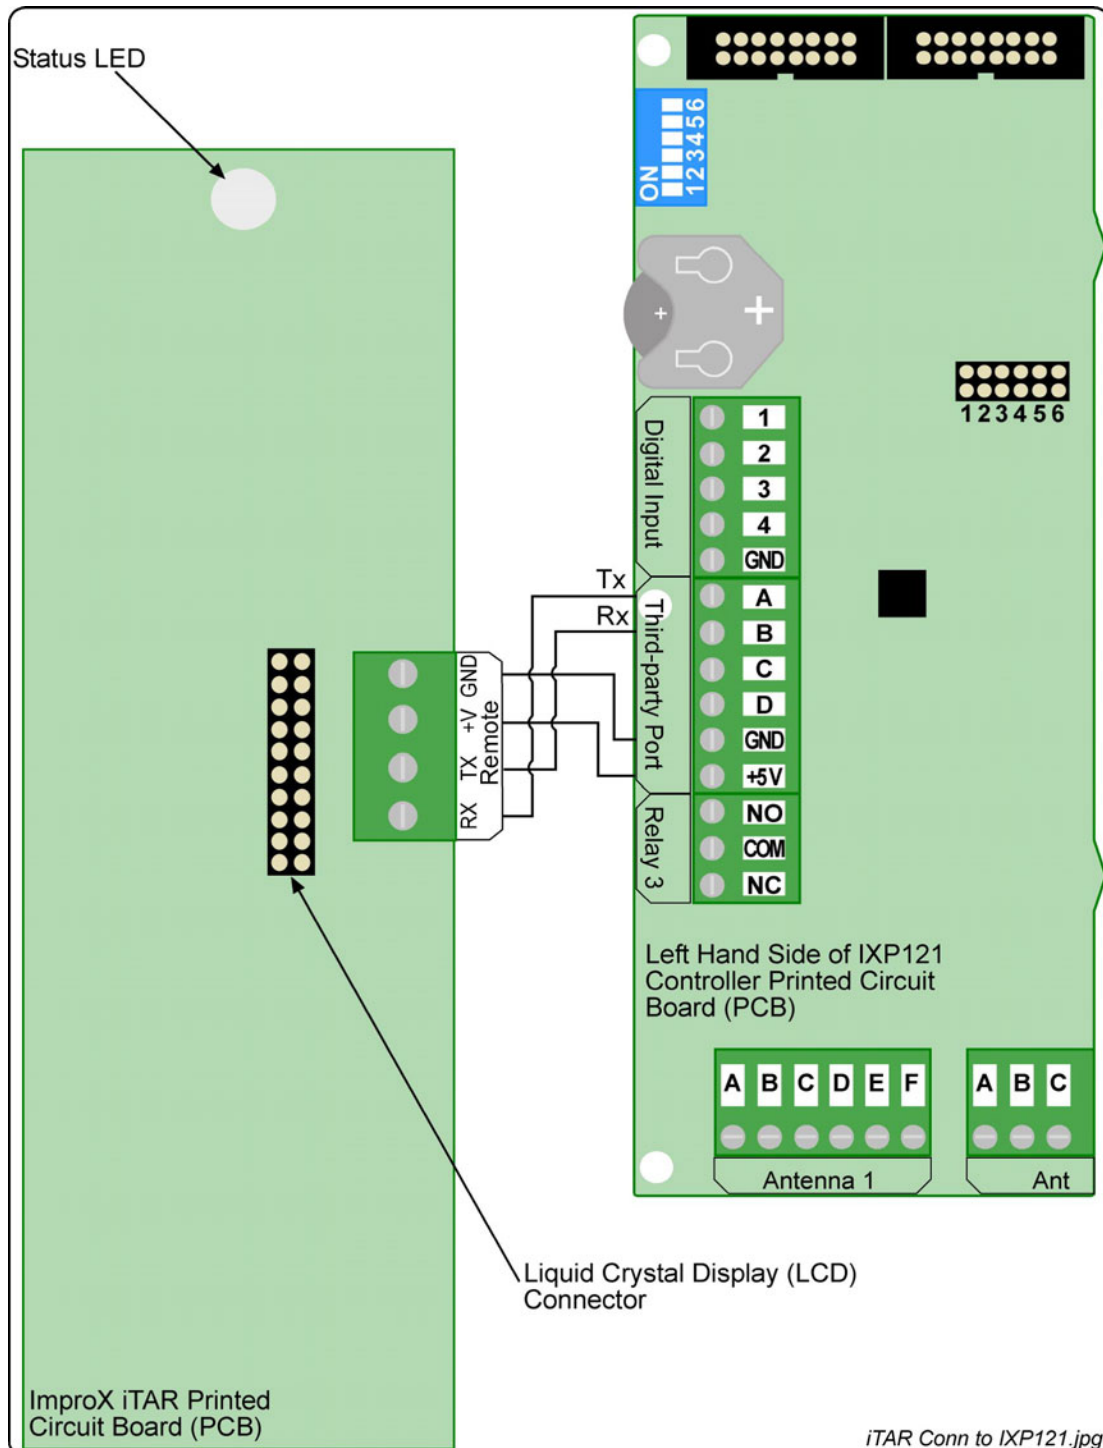 Status LED
ON
1 2 3 4 5 6
+
+
1 2 3 4 5 6
Digital Input
1
2
3
4
GND
Tx
Rx
Third-party Port
A
B
C
D
GND
+5V
GND
+V
TX
RX
Remote
Relay 3
NO
COM
NC
Left Hand Side of IXP121
Controller Printed Circuit
Board (PCB)
A B C D E F
Antenna 1
A B C
Ant
Liquid Crystal Display (LCD)
Connector
ImproX iTAR Printed
Circuit Board (PCB)
iTAR Conn to IXP121.jpg